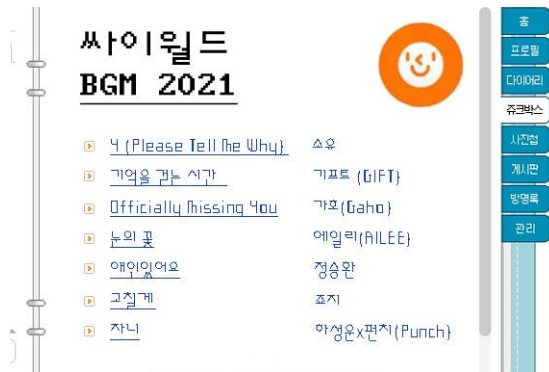 싸이월드
BGM 2021
Y (Please Tell Me Why) 소유
기억을 걷는 시간 기프트 (GIFT)
Officially Missing You 가호(Gaho)
눈의 꽃 에일리(AILEE)
애인있어요 정승환
고칠게 죠지
자니 하성운x펀치(Punch)
홈
프로필
다이어리
쥬크박스
사진첩
게시판
방명록
관리